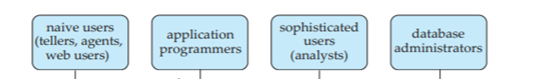 naive users
(tellers, agents,
web users)
application
programmers
sophisticated
users
(analysts)
database
administrators